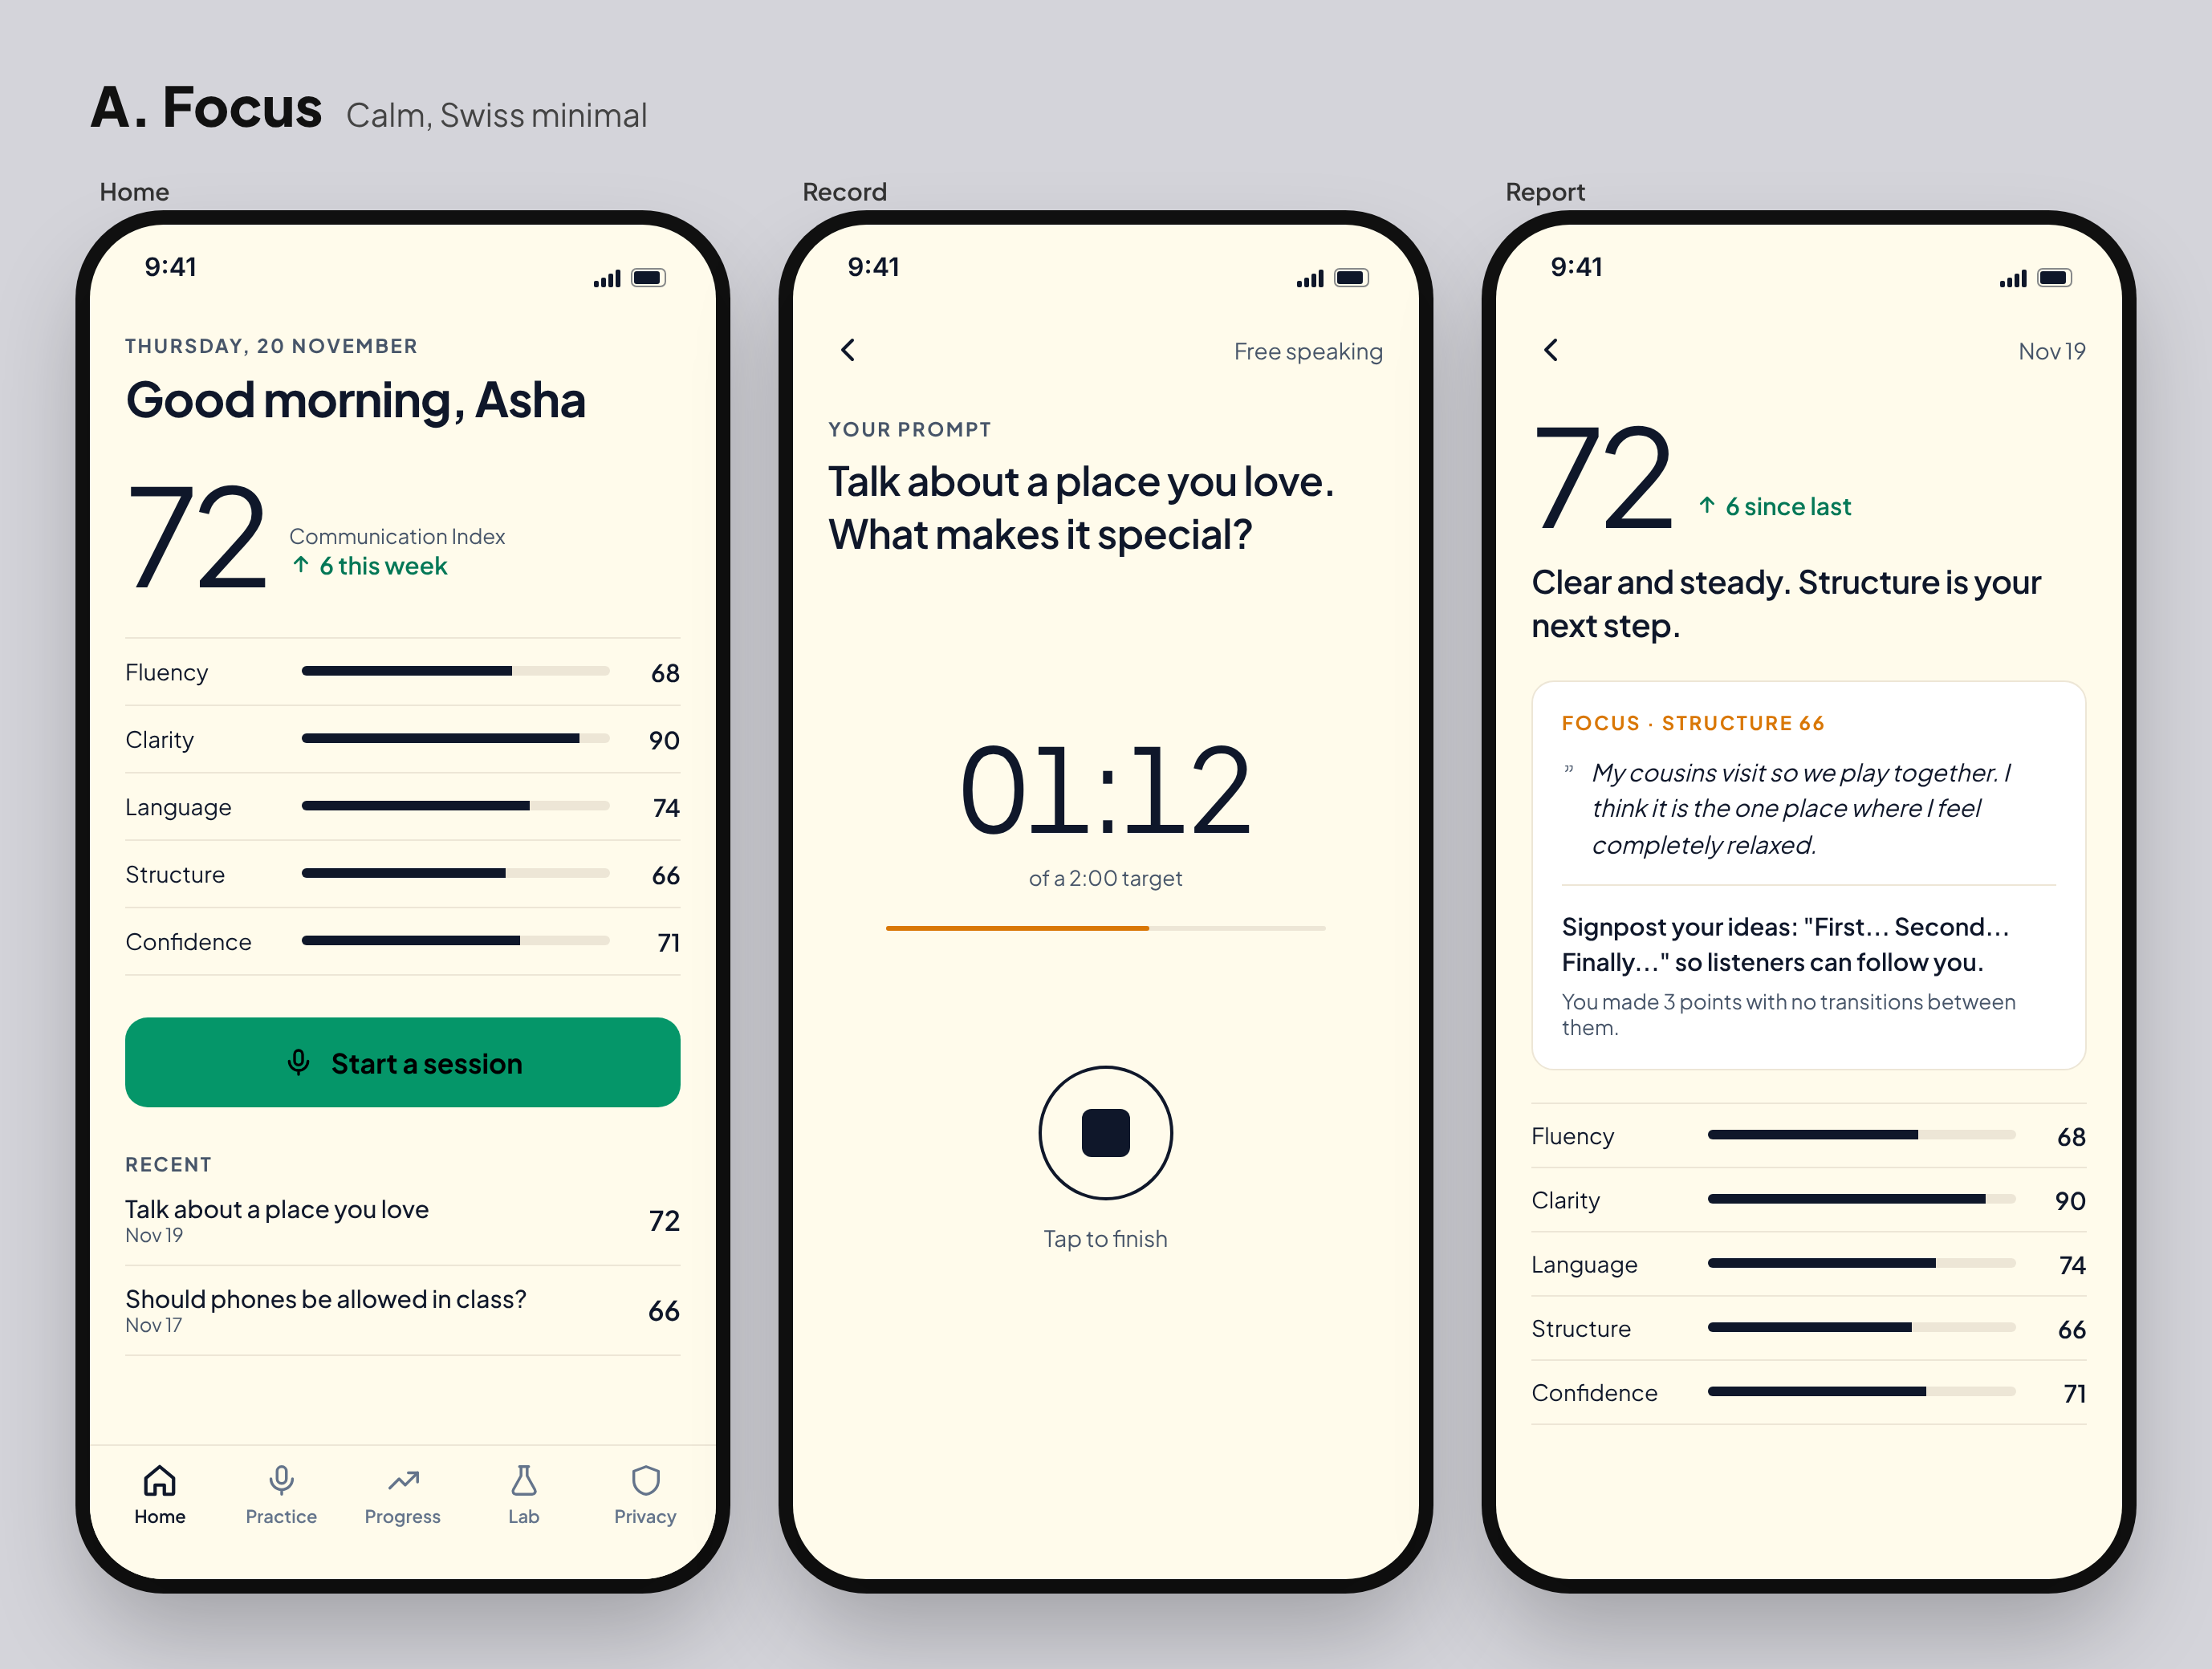 A. Focus Calm, Swiss minimal
Home
9:41
THURSDAY, 20 NOVEMBER
Good morning, Asha
72
Communication Index
↑ 6 this week
Fluency 68
Clarity 90
Language 74
Structure 66
Confidence 71
Start a session
RECENT
Talk about a place you love
Nov 19
72
Should phones be allowed in class?
Nov 17
66
Home Practice Progress Lab Privacy
Record
9:41
Free speaking
YOUR PROMPT
Talk about a place you love.
What makes it special?
01:12
of a 2:00 target
Tap to finish
Report
9:41
Nov 19
72
↑ 6 since last
Clear and steady. Structure is your
next step.
FOCUS · STRUCTURE 66
” My cousins visit so we play together. I
think it is the one place where I feel
completely relaxed.
Signpost your ideas: "First... Second...
Finally..." so listeners can follow you.
You made 3 points with no transitions between
them.
Fluency 68
Clarity 90
Language 74
Structure 66
Confidence 71